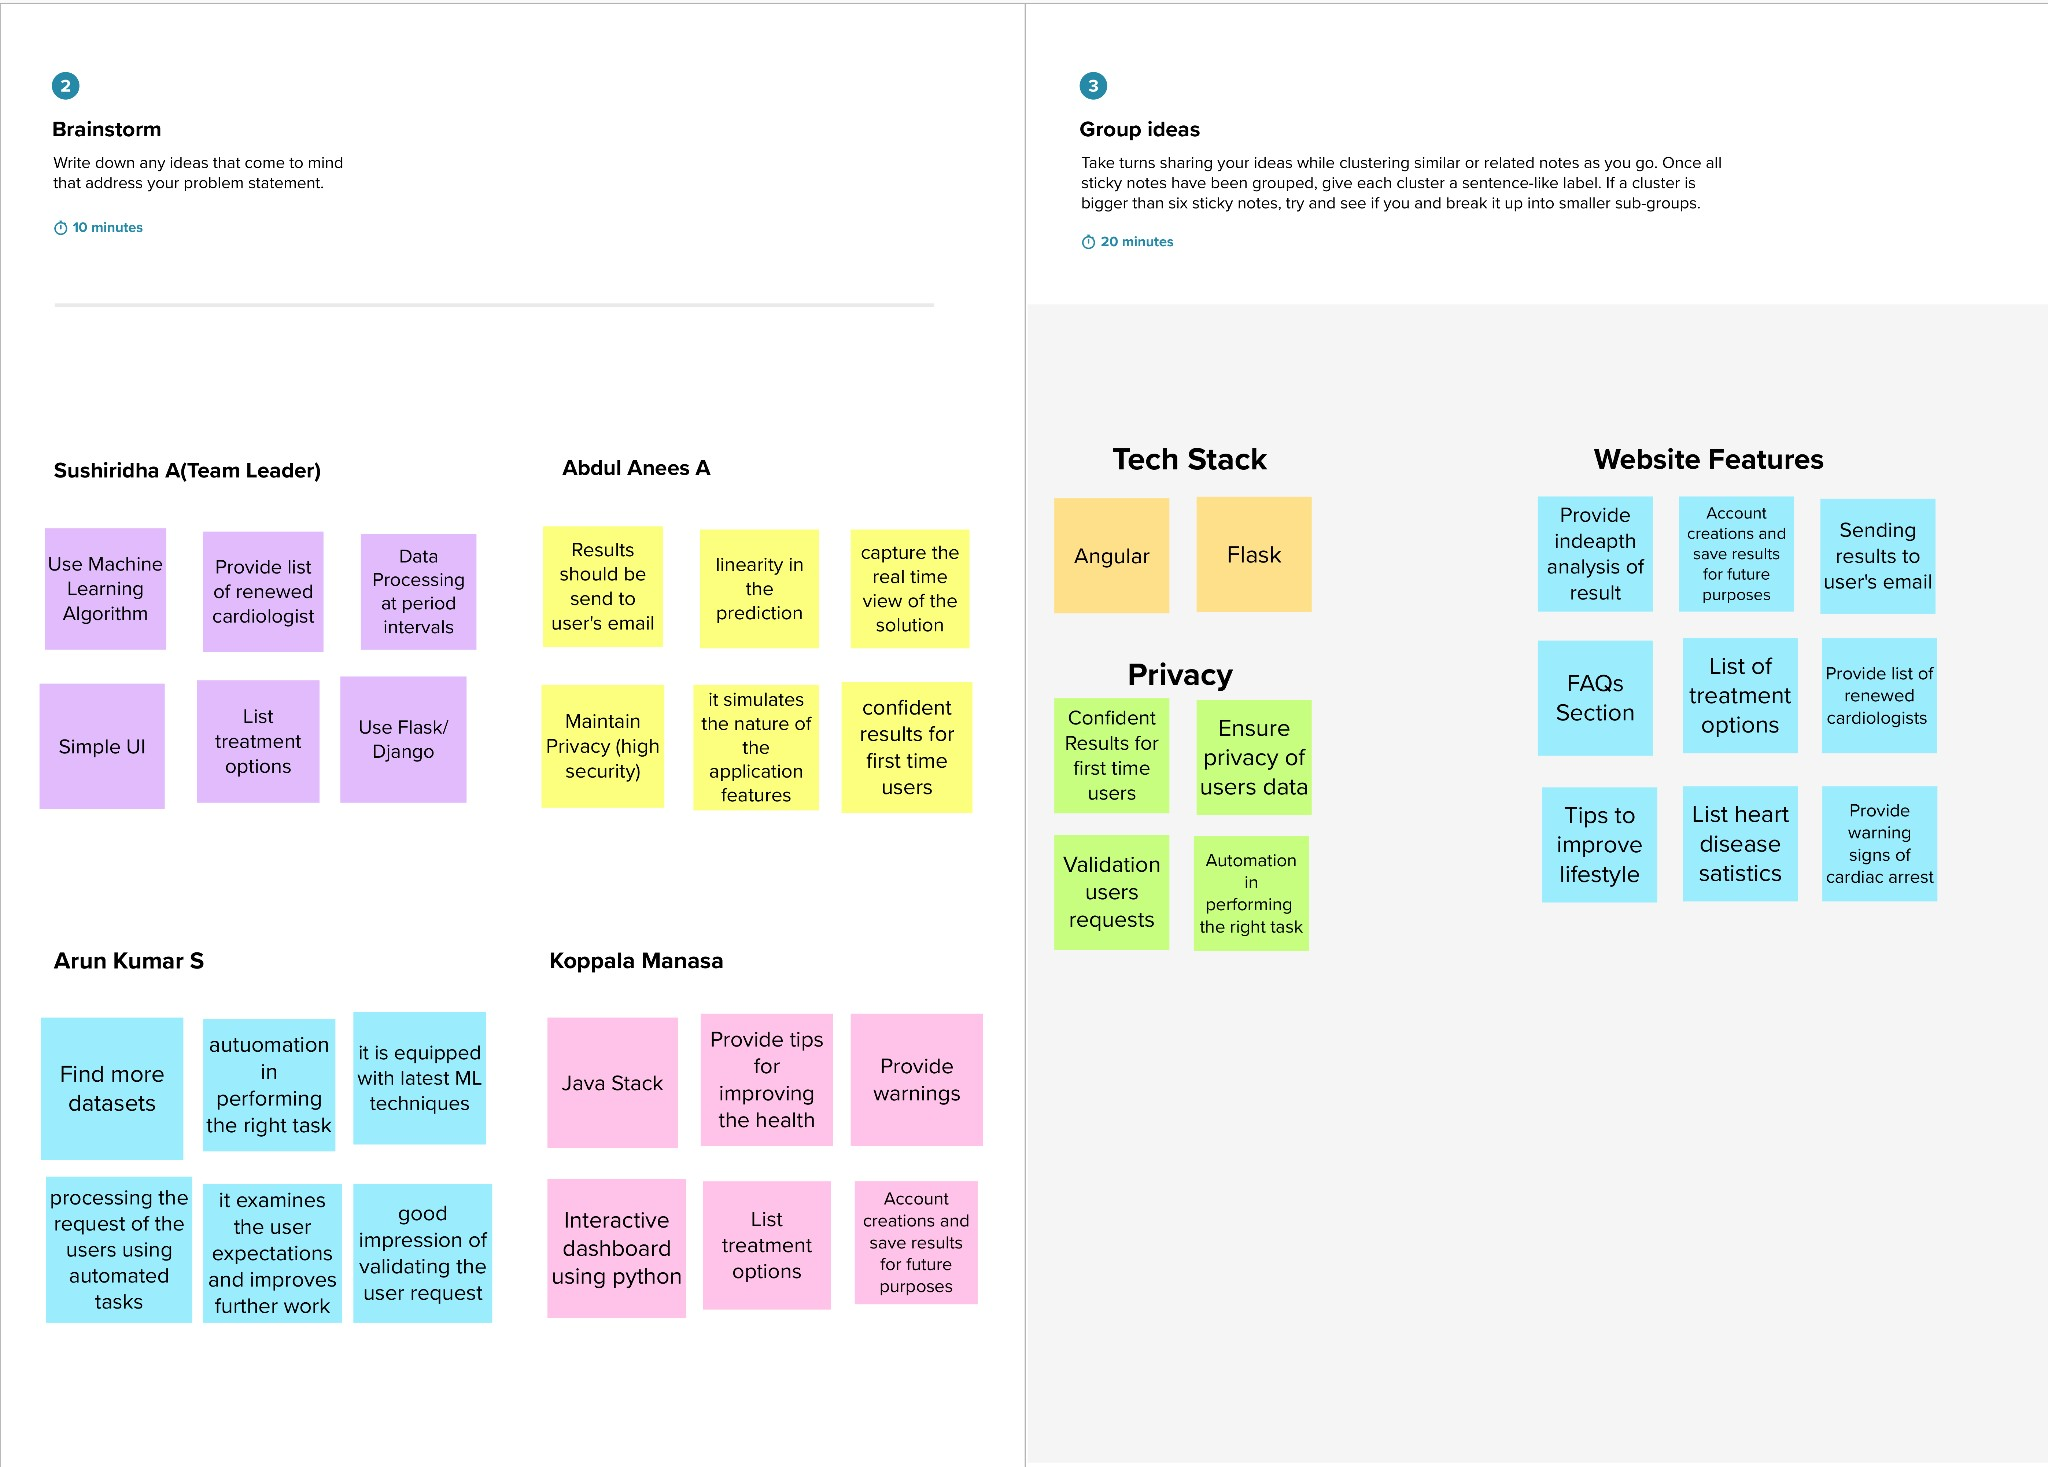 2
Brainstorm
Write down any ideas that come to mind
that address your problem statement.
10 minutes
Sushiridha A(Team Leader)
Use Machine
Learning
Algorithm
Provide list
of renewed
cardiologist
Data
Processing
at period
intervals
Simple UI
List
treatment
options
Use Flask/
Django
Abdul Anees A
Results
should be
send to
user's email
linearity in
the
prediction
capture the
real time
view of the
solution
Maintain
Privacy (high
security)
it simulates
the nature of
the
application
features
confident
results for
first time
users
Arun Kumar S
Find more
datasets
autuomation
in
performing
the right task
it is equipped
with latest ML
techniques
processing the
request of the
users using
automated
tasks
it examines
the user
expectations
and improves
further work
good
impression of
validating the
user request
Koppala Manasa
Java Stack
Provide tips
for
improving
the health
Provide
warnings
Interactive
dashboard
using python
List
treatment
options
Account
creations and
save results
for future
purposes
3
Group ideas
Take turns sharing your ideas while clustering similar or related notes as you go. Once all
sticky notes have been grouped, give each cluster a sentence-like label. If a cluster is
bigger than six sticky notes, try and see if you and break it up into smaller sub-groups.
20 minutes
Tech Stack
Angular
Flask
Privacy
Confident
Results for
first time
users
Ensure
privacy of
users data
Validation
users
requests
Automation
in
performing
the right task
Website Features
Provide
indeapth
analysis of
result
Account
creations and
save results
for future
purposes
Sending
results to
user's email
FAQs
Section
List of
treatment
options
Provide list of
renewed
cardiologists
Tips to
improve
lifestyle
List heart
disease
satistics
Provide
warning
signs of
cardiac arrest